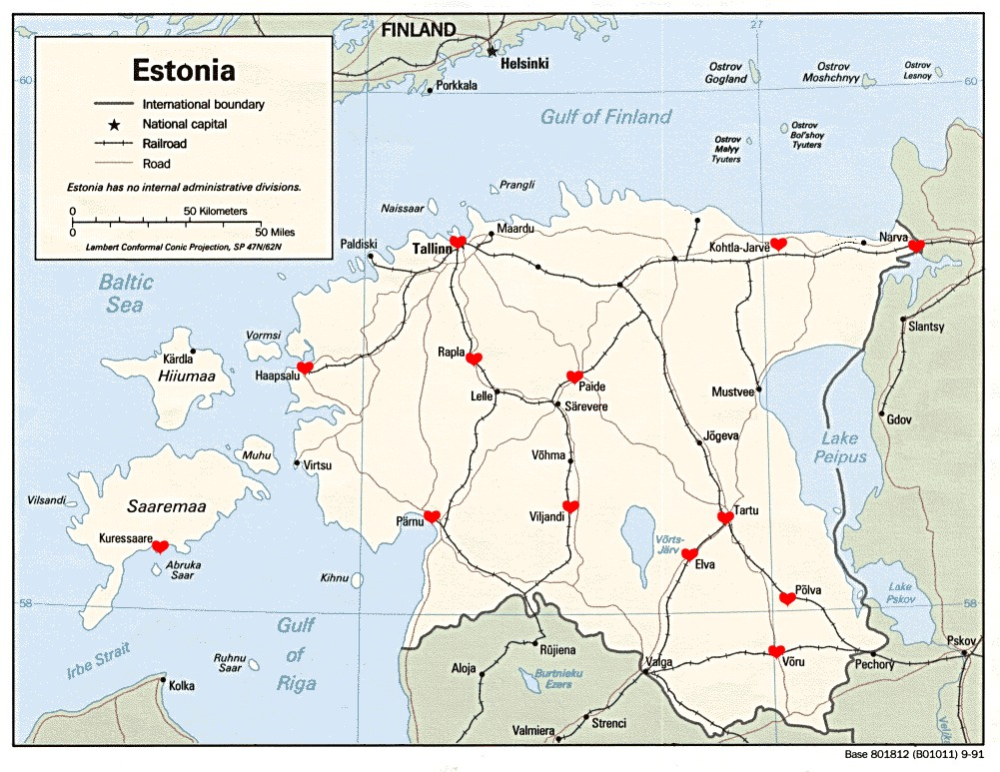 FINLAND
24
27
Helsinki
Porkkala
60
60
Ostrov
Gogland
Ostrov
Moshchnyy
Ostrov
Lesnoy
Estonia
International boundary
National capital
Railroad
Road
Estonia has no internal administrative divisions.
0
50 Kilometers
0
50 Miles
Lambert Conformal Conic Projection, SP 47N/62N
Gulf of Finland
Ostrov
Malyy
Tyuters
Ostrov
Bol'shoy
Tyuters
Prangli
Naissaar
Maardu
Tallinn
Paldiski
Kohtla-Jarvë
Narva
Baltic
Sea
Vormsi
Kärdla
Hiiumaa
Haapsalu
Rapla
Paide
Lelle
Särevere
Mustvee
Slantsy
Gdov
Lake
Peipus
Jõgeva
Muhu
Virtsu
Võhma
Vilsandi
Saaremaa
Kuressaare
Abruka
Saar
Pärnu
Viljandi
Tartu
Võrts-
Järv
Elva
Põlva
Kihnu
Lake
Pskov
58
58
Gulf
of
Riga
Irbe Strait
Ruhnu
Saar
Kolka
Rūjiena
Aloja
Burtnieku
Ezers
Valga
Võru
Pechory
Pskov
Strenci
Valmiera
Base 801812 (B01011) 9-91